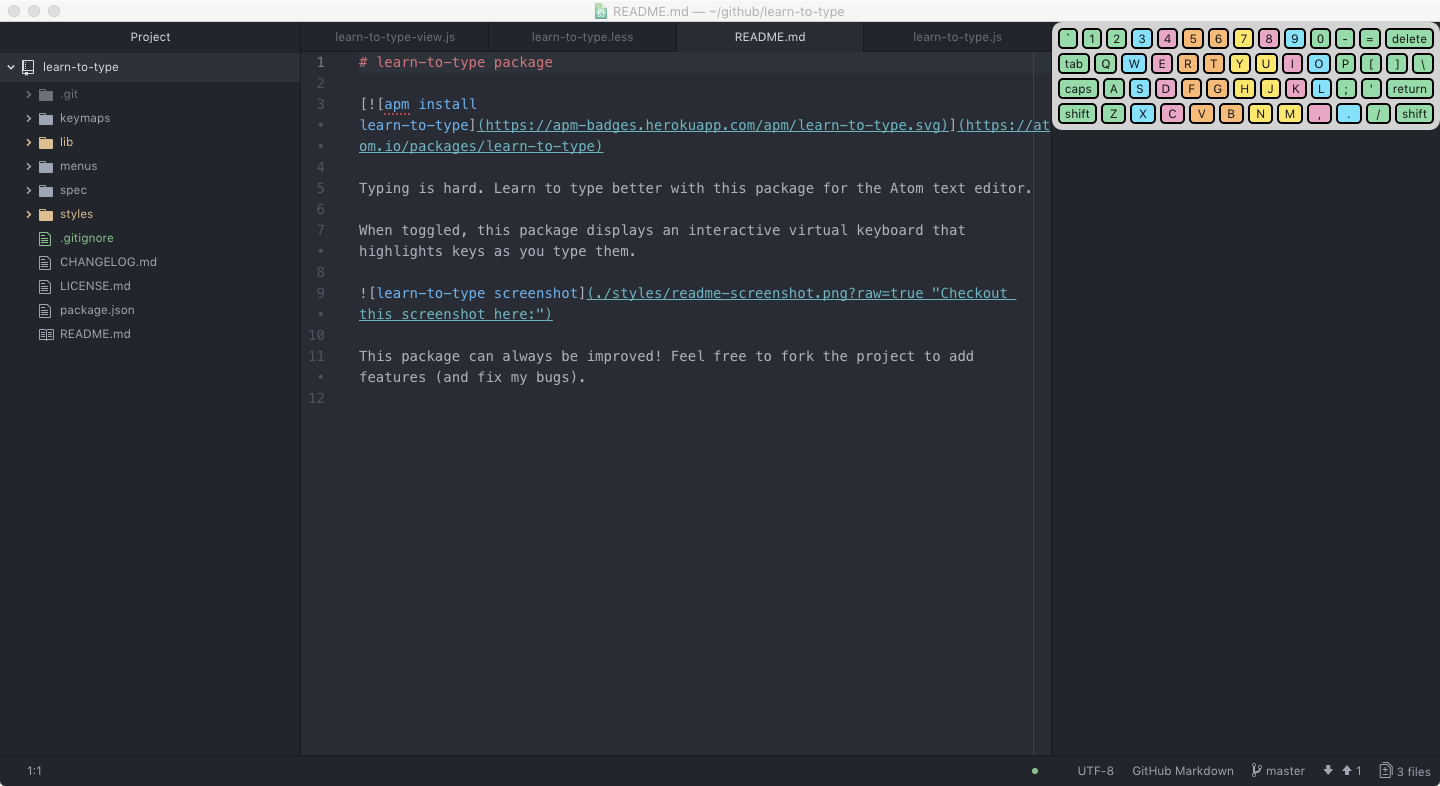 README.md — ~/github/learn-to-type
Project
learn-to-type
.git
keymaps
lib
menus
spec
styles
.gitignore
CHANGELOG.md
LICENSE.md
package.json
README.md
learn-to-type-view.js
learn-to-type.less
README.md
learn-to-type.js
1 # learn-to-type package
2
3 [![apm install
• learn-to-type](https://apm-badges.herokuapp.com/apm/learn-to-type.svg)](https://at
• om.io/packages/learn-to-type)
4
5 Typing is hard. Learn to type better with this package for the Atom text editor.
6
7 When toggled, this package displays an interactive virtual keyboard that
• highlights keys as you type them.
8
9 ![learn-to-type screenshot](./styles/readme-screenshot.png?raw=true "Checkout
• this screenshot here:")
10
11 This package can always be improved! Feel free to fork the project to add
• features (and fix my bugs).
12
` 1 2 3 4 5 6 7 8 9 0 - = delete
tab Q W E R T Y U I O P [ ] \
caps A S D F G H J K L ; ' return
shift Z X C V B N M , . / shift
1:1
UTF-8 GitHub Markdown master 1 3 files